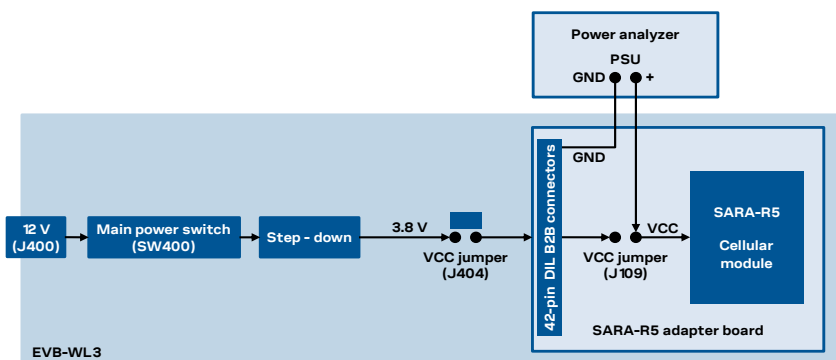 Power analyzer
PSU
GND
+
42-pin DIL B2B connectors
GND
12 V
(J400)
Main power switch
(SW400)
Step - down
3.8 V
VCC jumper
(J404)
VCC
VCC jumper
(J109)
SARA-R5
Cellular
module
SARA-R5 adapter board
EVB-WL3